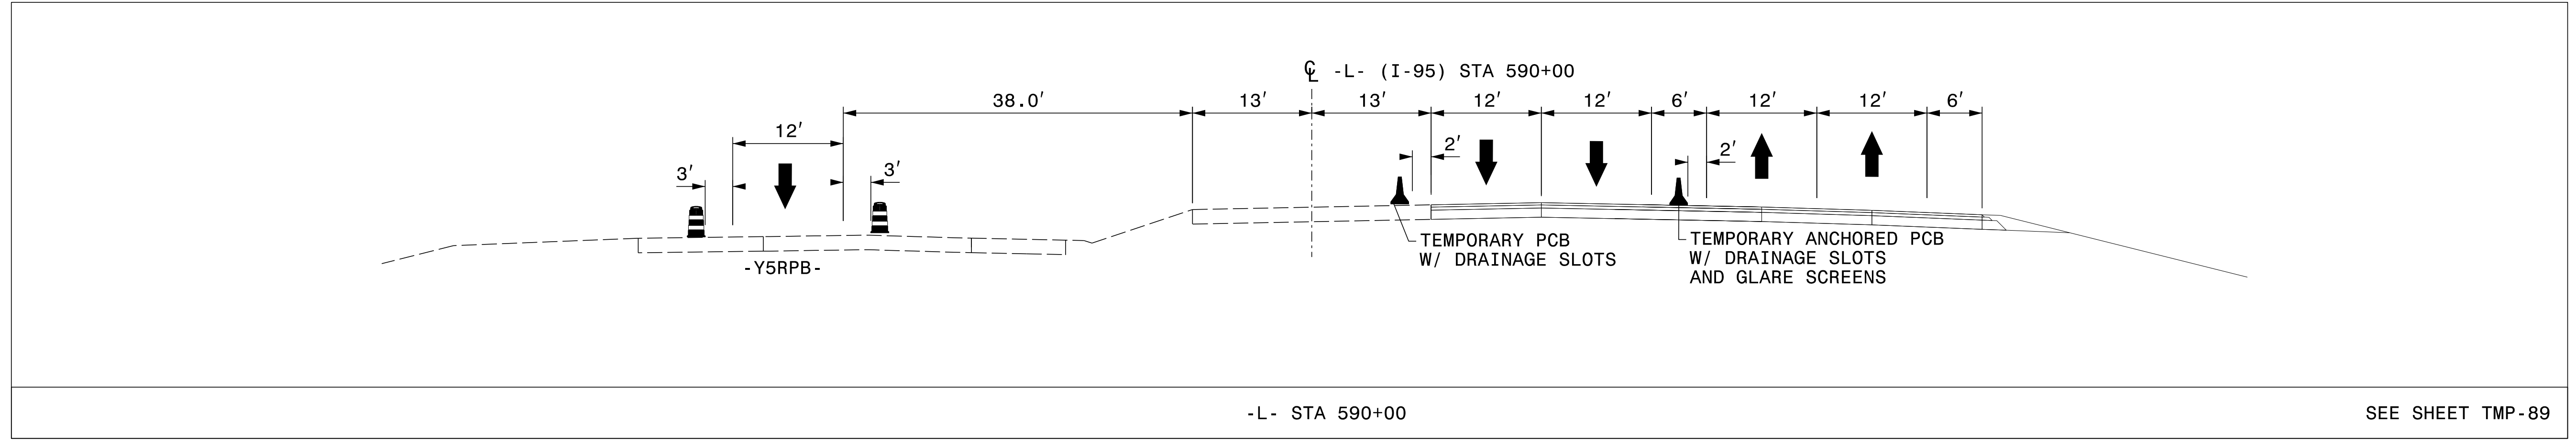 ℄ -L- (I-95) STA 590+00
38.0′ 13′ 13′ 12′ 12′ 6′ 12′ 12′ 6′
12′
2′ 2′
3′ 3′
TEMPORARY PCB
W/ DRAINAGE SLOTS
TEMPORARY ANCHORED PCB
W/ DRAINAGE SLOTS
AND GLARE SCREENS
-Y5RPB-
-L- STA 590+00
SEE SHEET TMP-89